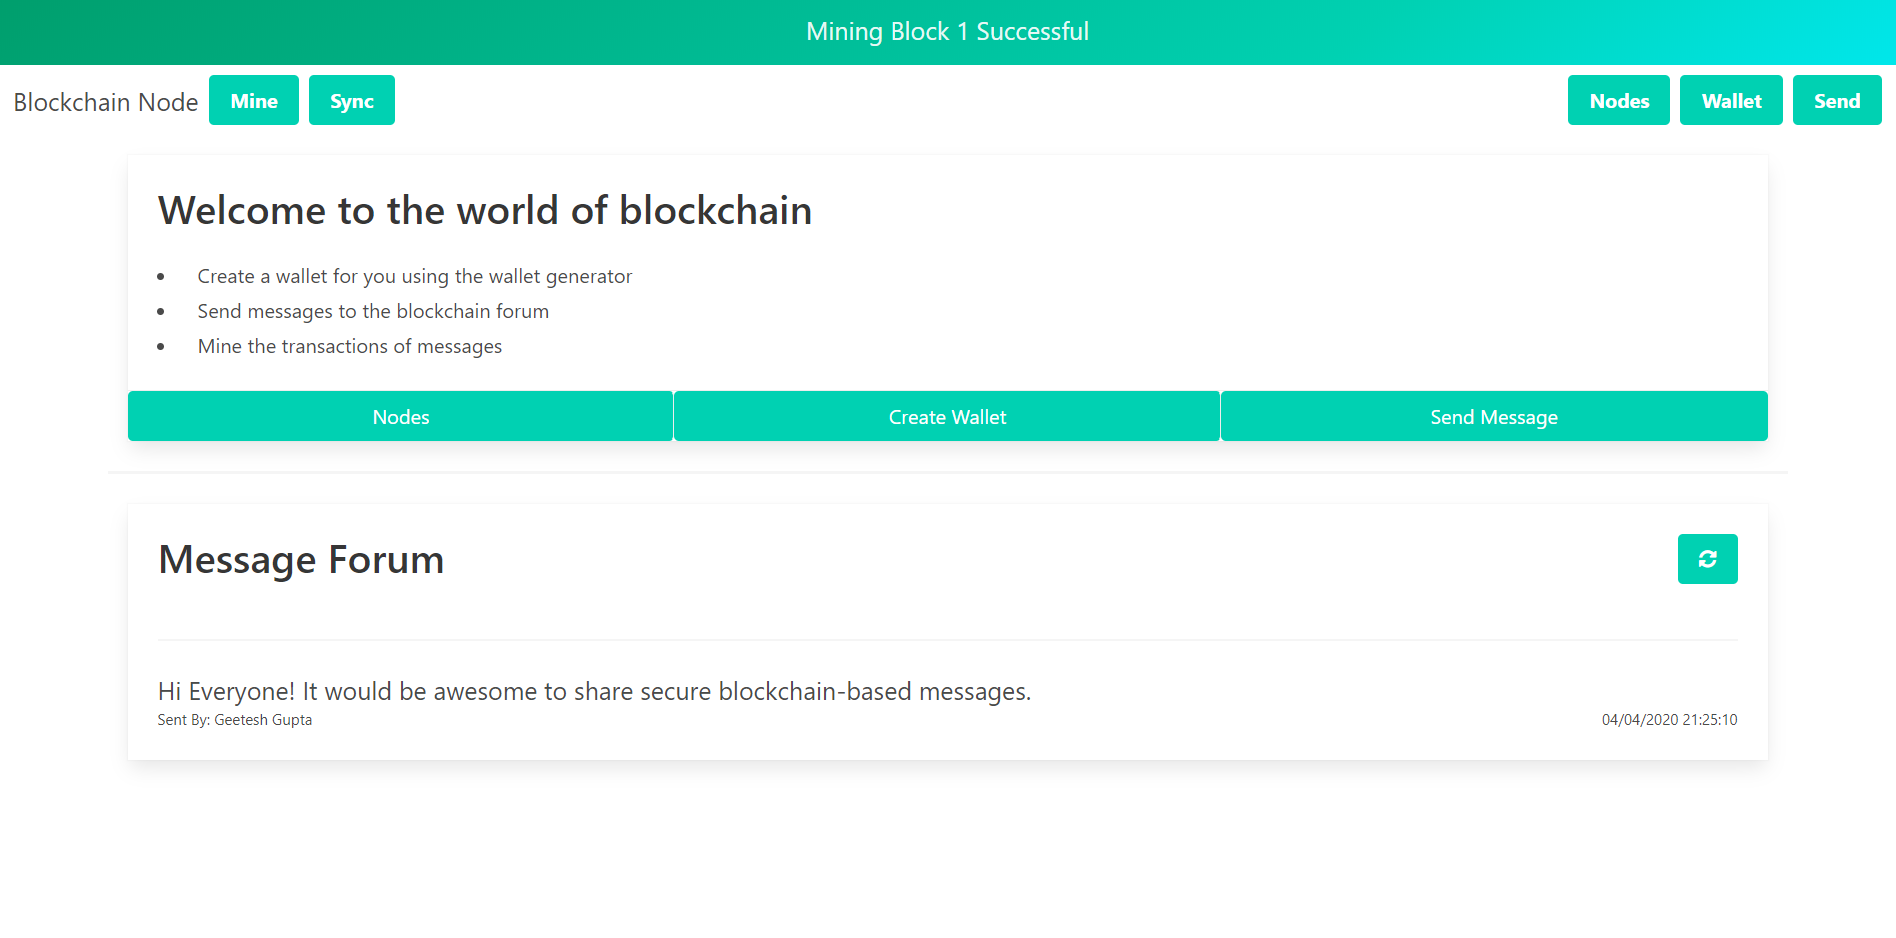 Mining Block 1 Successful
Blockchain Node Mine Sync Nodes Wallet Send
Welcome to the world of blockchain
• Create a wallet for you using the wallet generator
• Send messages to the blockchain forum
• Mine the transactions of messages
Nodes Create Wallet Send Message
Message Forum
Hi Everyone! It would be awesome to share secure blockchain-based messages.
Sent By: Geetesh Gupta 04/04/2020 21:25:10